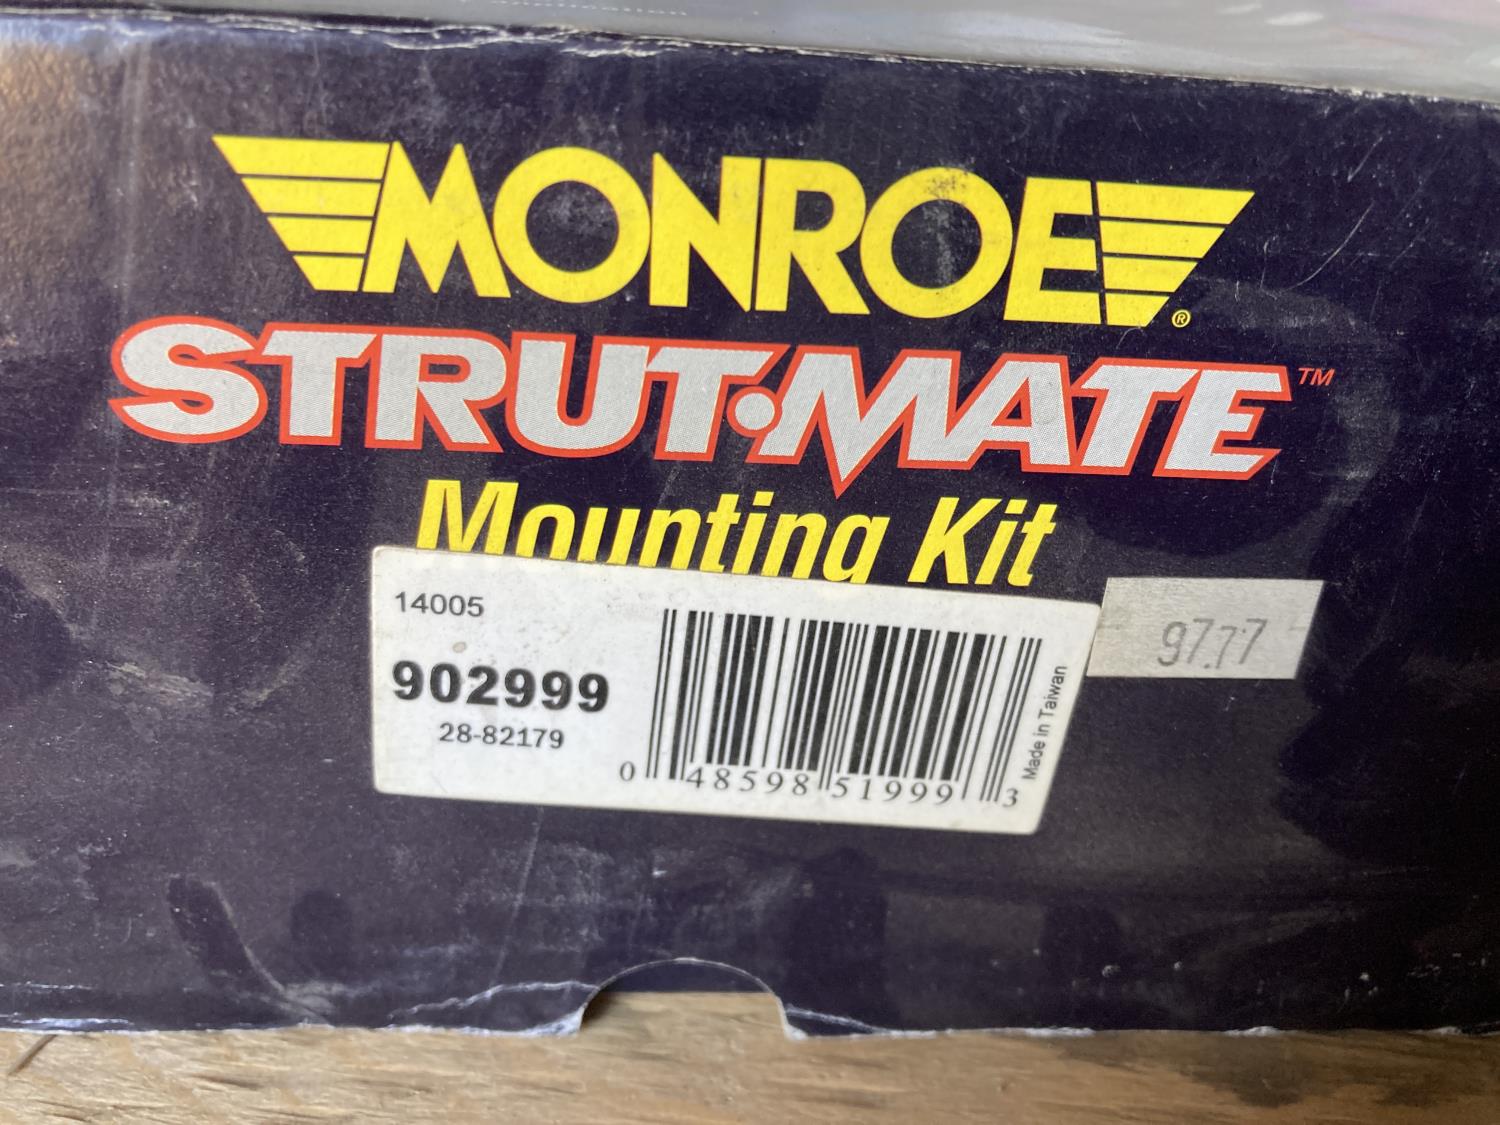 MONROE®
STRUT•MATE™
Mounting Kit
14005
902999
28-82179
0 48598 51999 3
Made in Taiwan
97.77